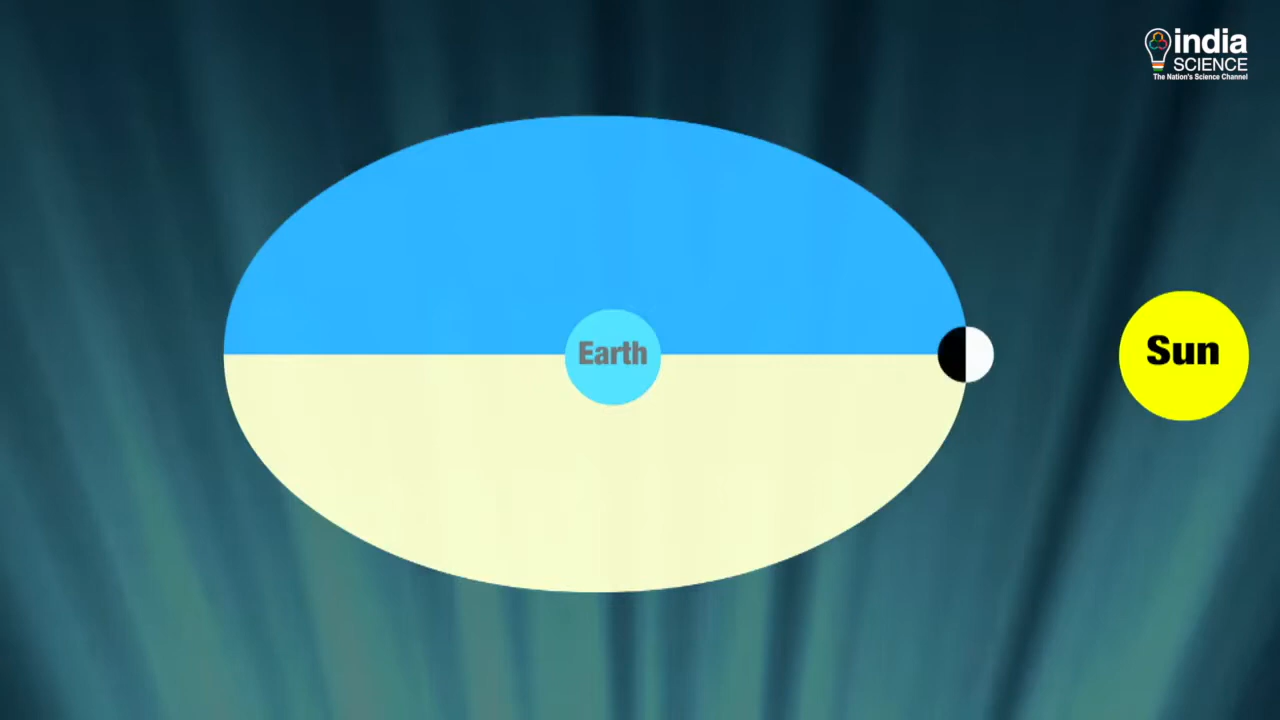 india
SCIENCE
The Nation's Science Channel
Earth
Sun